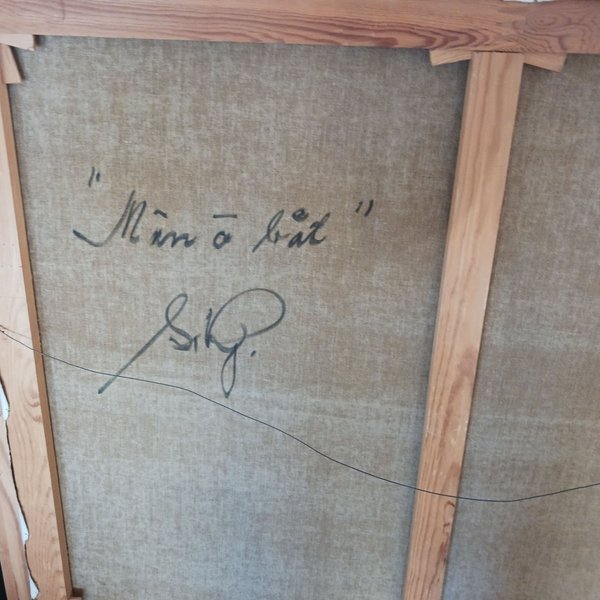 "Män ö båt"